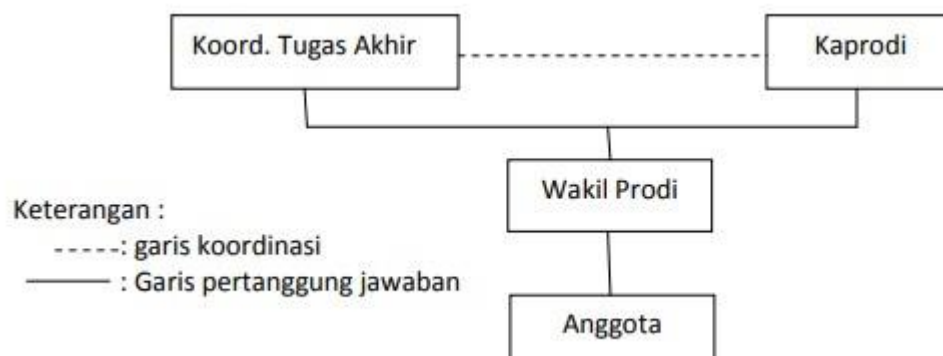 Koord. Tugas Akhir
Kaprodi
Wakil Prodi
Keterangan :
-----: garis koordinasi
: Garis pertanggung jawaban
Anggota